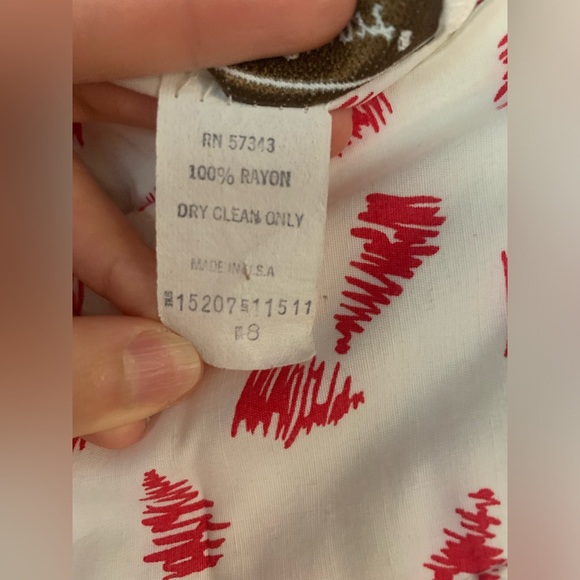 RN 57343
100% RAYON
DRY CLEAN ONLY
MADE IN U.S.A
15207 11511
8